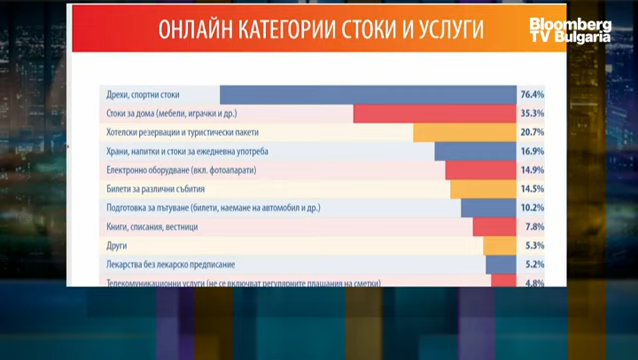 ОНЛАЙН КАТЕГОРИИ СТОКИ И УСЛУГИ
Bloomberg
TV Bulgaria
Дрехи, спортни стоки 76.4%
Стоки за дома (мебели, играчки и др.) 35.3%
Хотелски резервации и туристически пакети 20.7%
Храни, напитки и стоки за ежедневна употреба 16.9%
Електронно оборудване (вкл. фотоапарати) 14.9%
Билети за различни събития 14.5%
Подготовка за пътуване (билети, наемане на автомобил и др.) 10.2%
Книги, списания, вестници 7.8%
Други 5.3%
Лекарства без лекарско предписание 5.2%
Телекомуникационни услуги (не се включват регулярните плащания на сметки) 4.8%